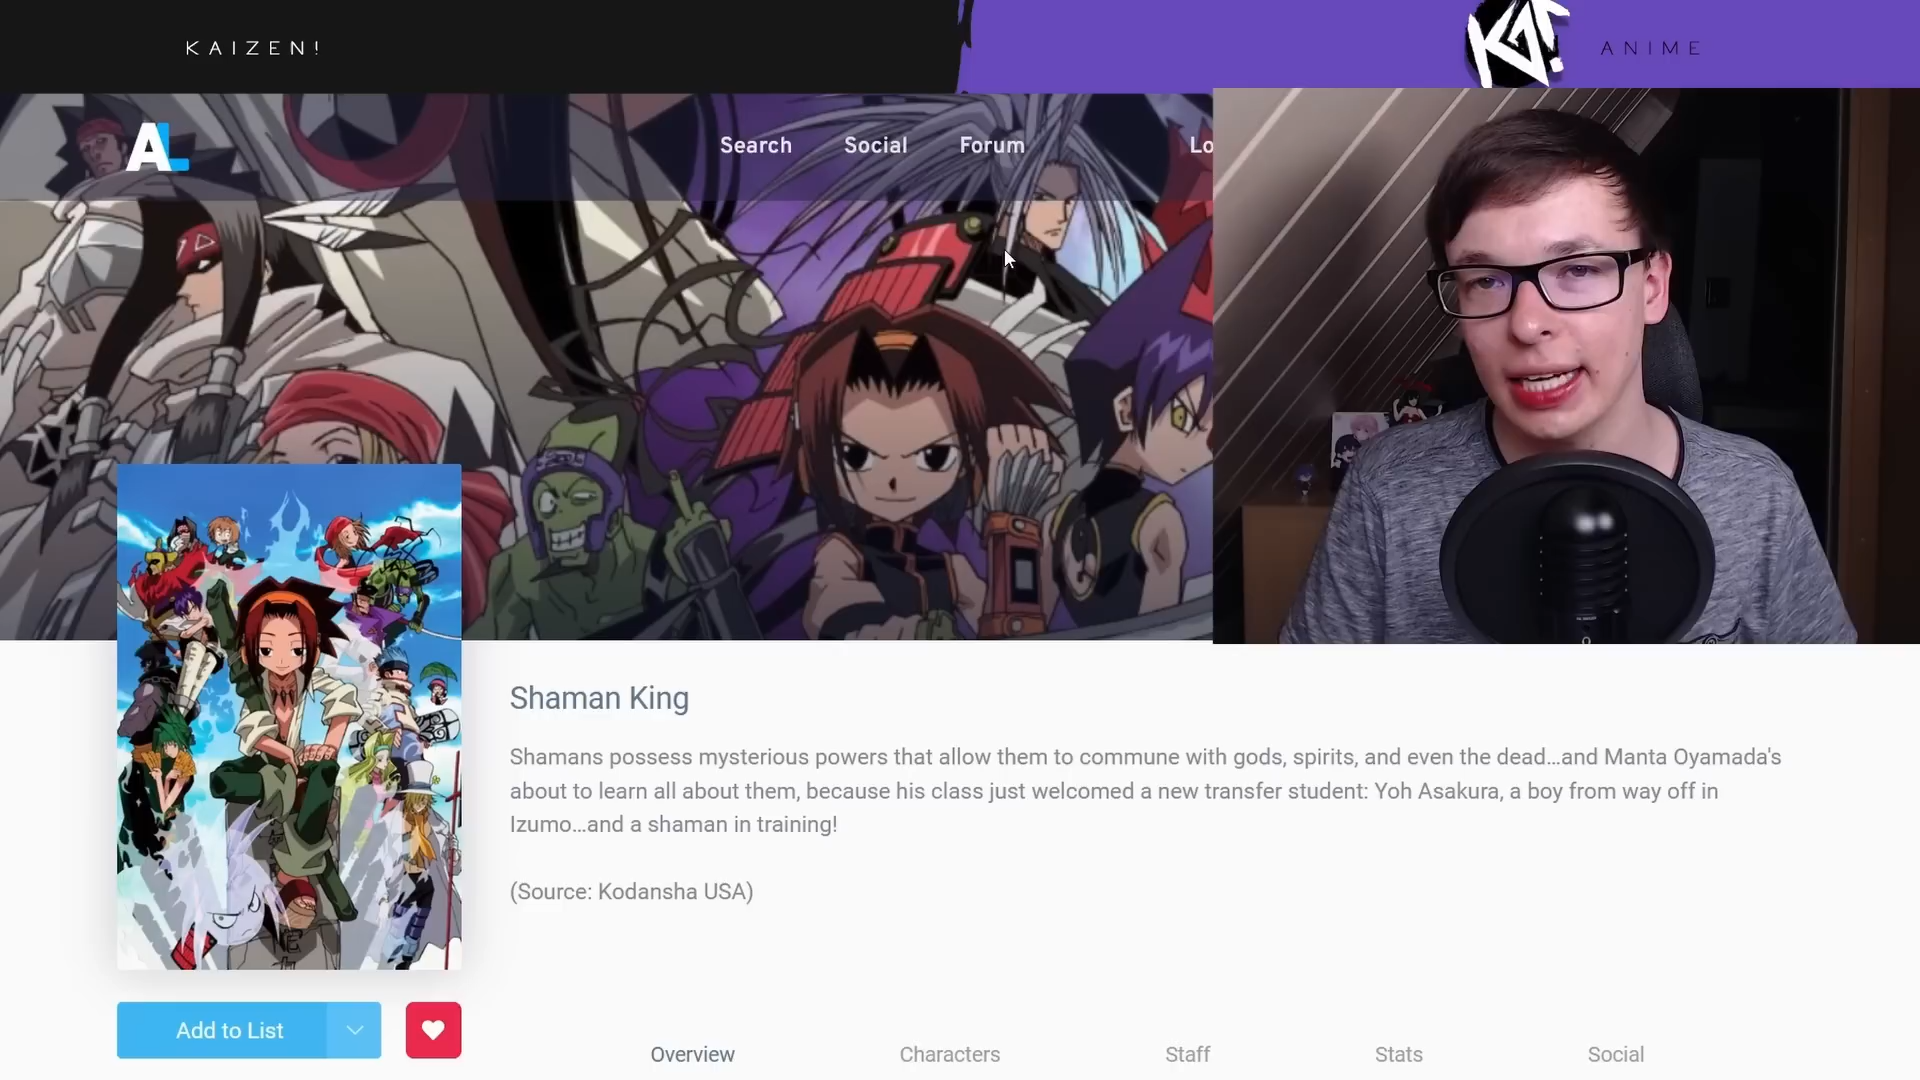 KAIZEN!
KAI!
ANIME
AL
Search
Social
Forum
Lo
Shaman King
Shamans possess mysterious powers that allow them to commune with gods, spirits, and even the dead…and Manta Oyamada's
about to learn all about them, because his class just welcomed a new transfer student: Yoh Asakura, a boy from way off in
Izumo…and a shaman in training!
(Source: Kodansha USA)
Add to List
Overview
Characters
Staff
Stats
Social